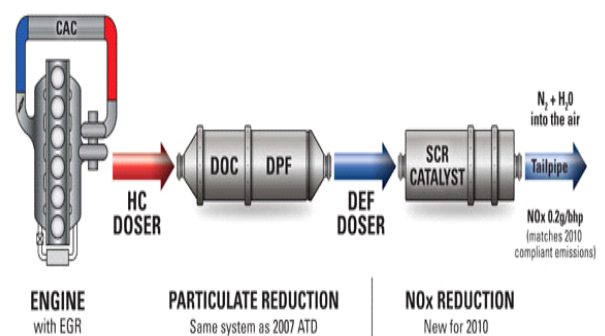 CAC
N₂ + H₂0
into the air
DOC DPF
SCR
CATALYST
Tailpipe
HC
DOSER
DEF
DOSER
NOx 0.2g/bhp
(matches 2010
compliant emissions)
ENGINE
with EGR
PARTICULATE REDUCTION
Same system as 2007 ATD
NOx REDUCTION
New for 2010